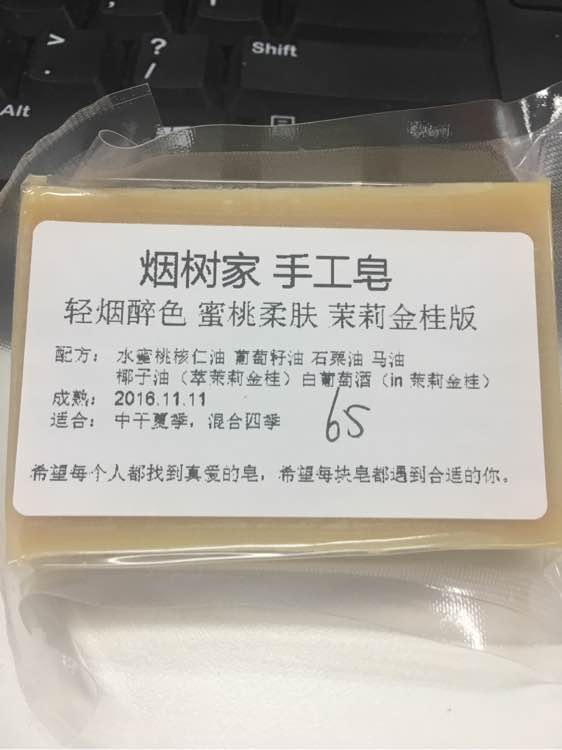 >
.
?
/
Shift
Alt
烟树家 手工皂
轻烟醉色 蜜桃柔肤 茉莉金桂版
配方： 水蜜桃核仁油 葡萄籽油 石栗油 马油
椰子油（萃茉莉金桂）白葡萄酒（in 茉莉金桂）
成熟： 2016.11.11
适合： 中干夏季，混合四季
65
希望每个人都找到真爱的皂，希望每块皂都遇到合适的你。